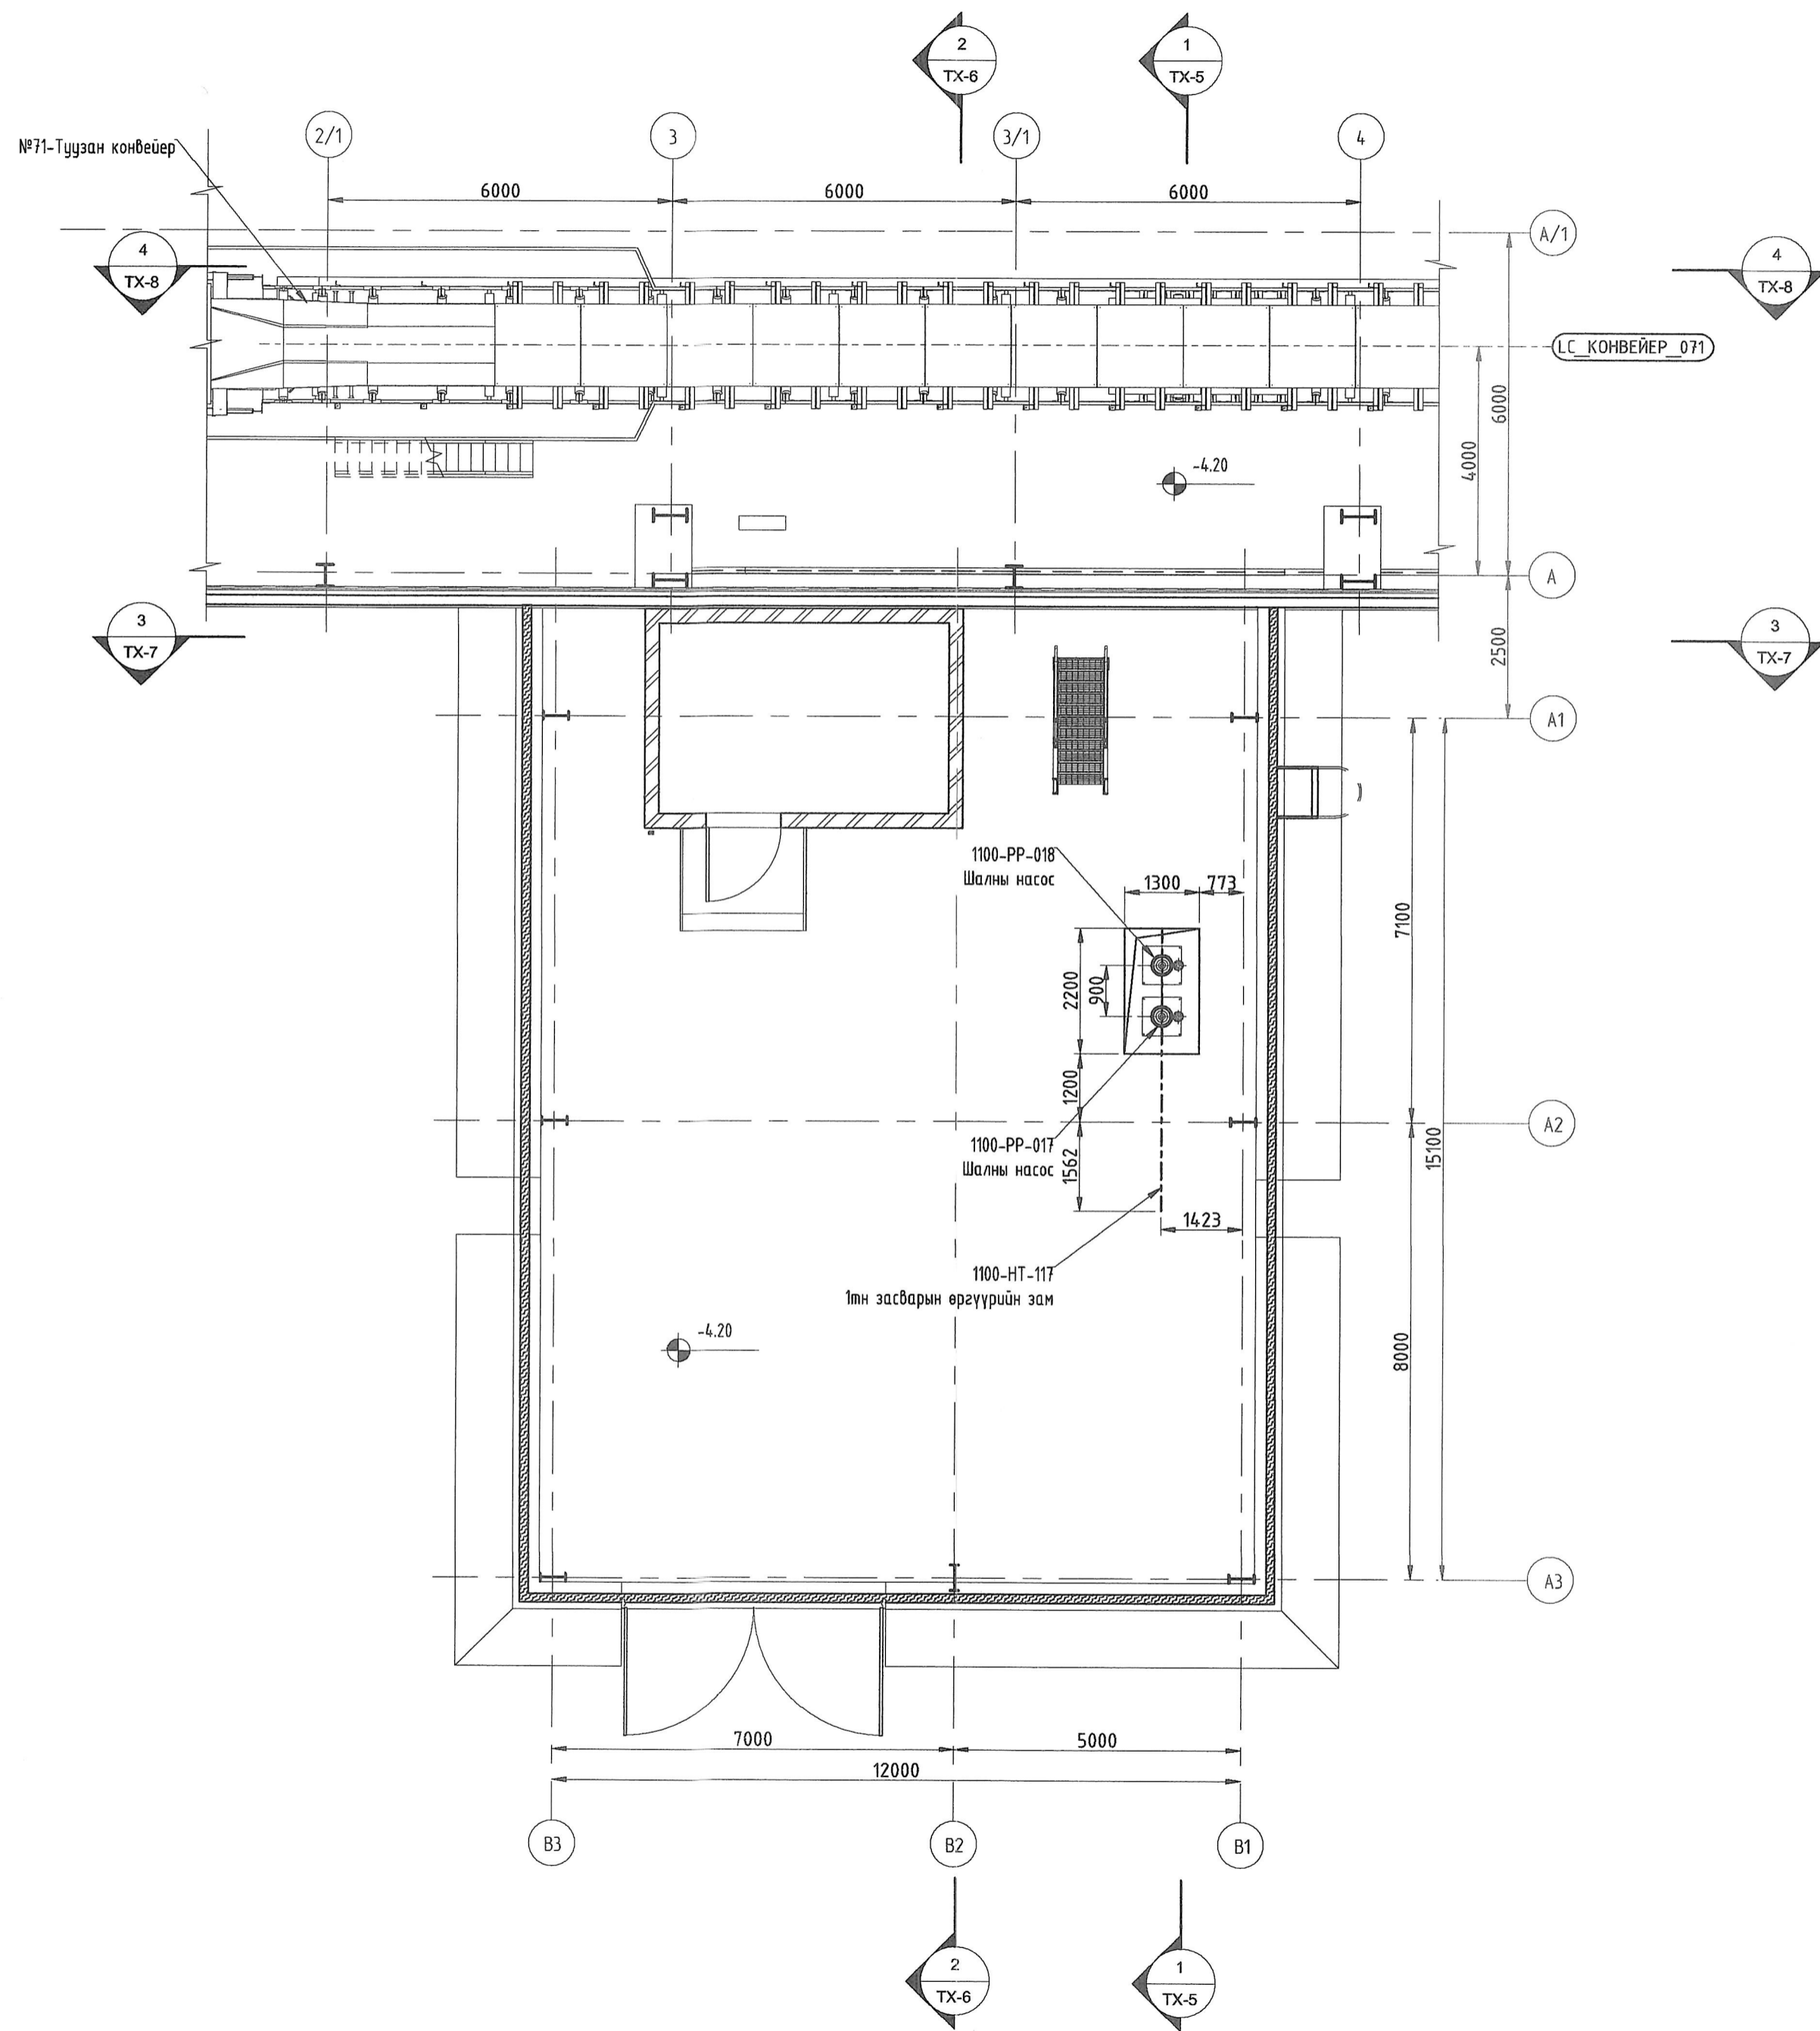 2
TX-6
1
TX-5
№71-Туузан конвейер
2/1
3
3/1
4
6000
6000
6000
A/1
4
TX-8
4
TX-8
LC_КОНВЕЙЕР_071
6000
4000
-4.20
A
3
TX-7
2500
3
TX-7
A1
1100-PP-018
Шалны насос
1300
773
7100
2200
900
1200
A2
1100-PP-017
Шалны насос
1562
15100
1423
1100-HT-117
1тн засварын өргүүрийн зам
-4.20
8000
A3
7000
5000
12000
B3
B2
B1
2
TX-6
1
TX-5